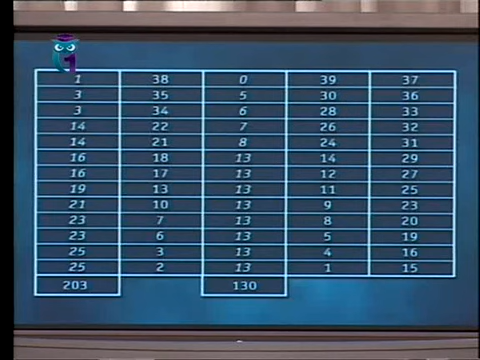 1 38 0 39 37
3 35 5 30 36
3 34 6 28 33
14 22 7 26 32
14 21 8 24 31
16 18 13 14 29
16 17 13 12 27
19 13 13 11 25
21 10 13 9 23
23 7 13 8 20
23 6 13 5 19
25 3 13 4 16
25 2 13 1 15
203 130